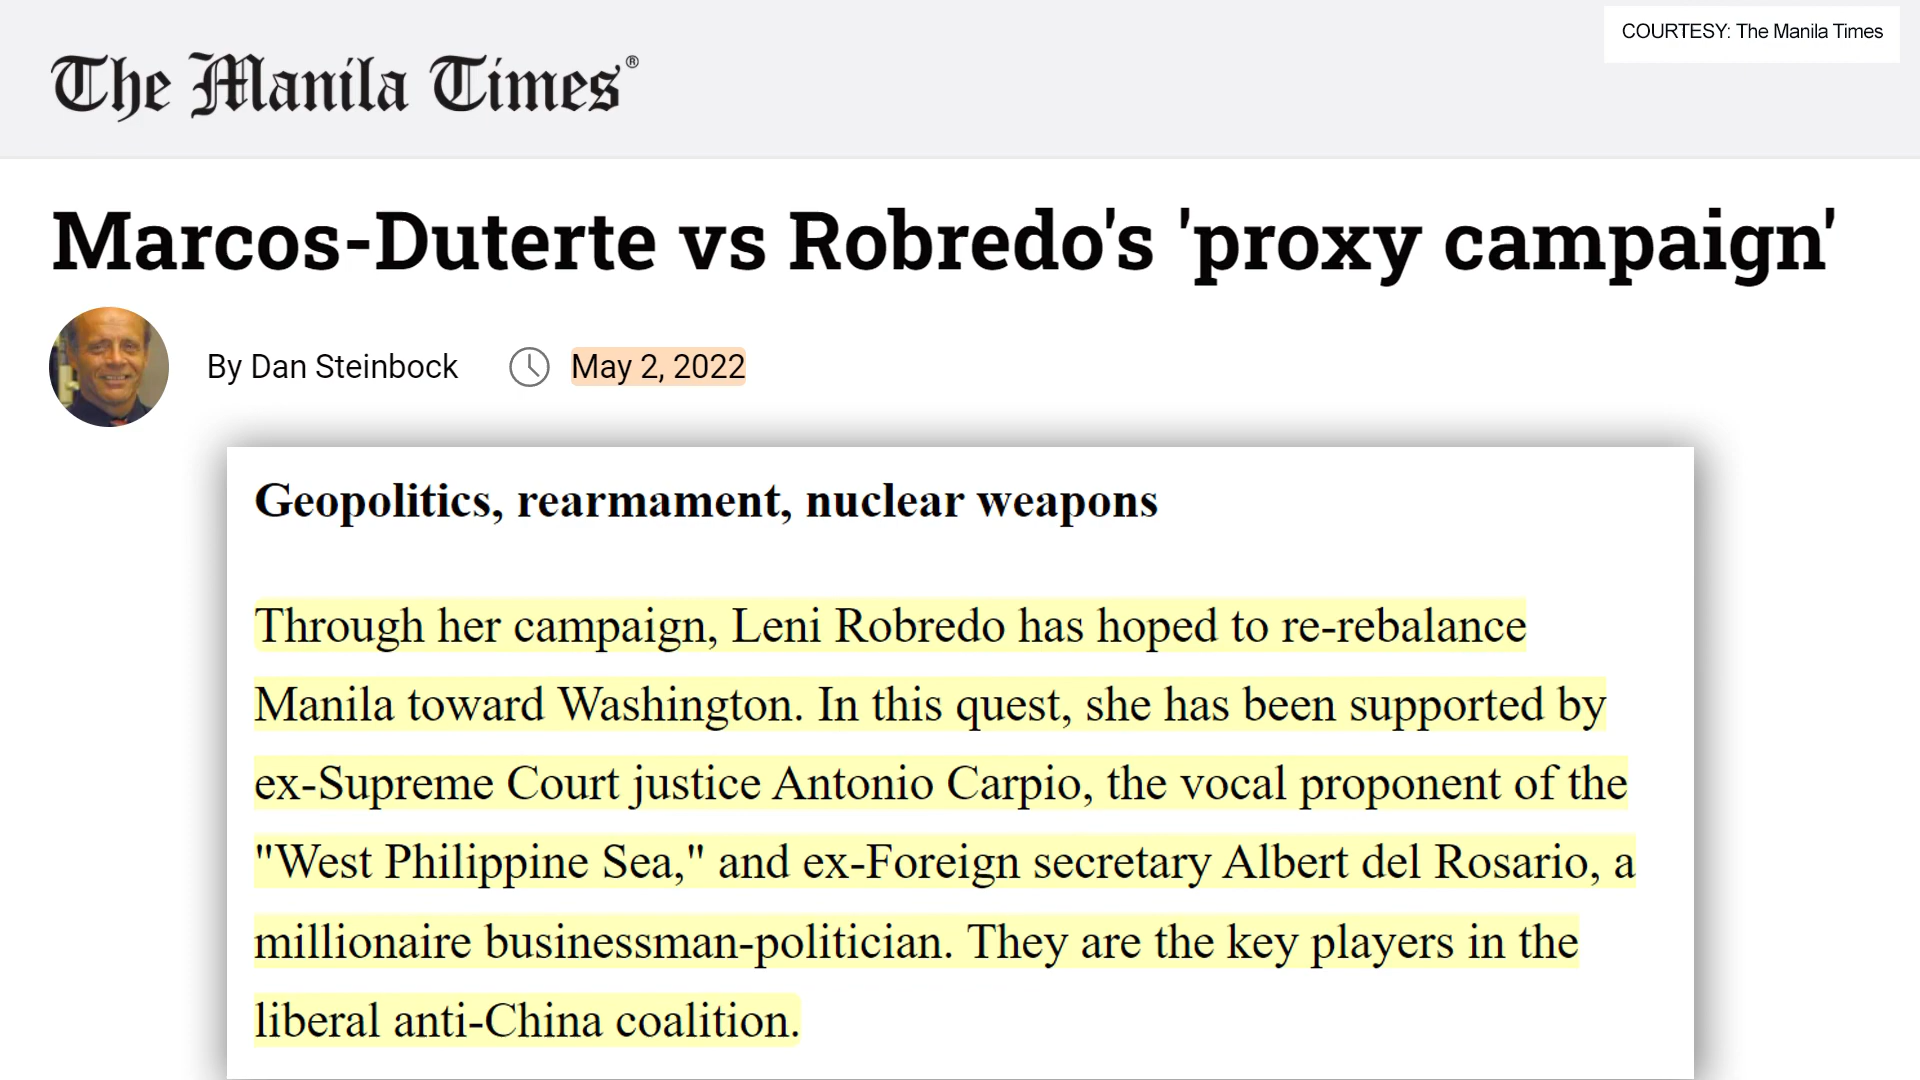 COURTESY: The Manila Times
The Manila Times®
Marcos-Duterte vs Robredo's 'proxy campaign'
By Dan Steinbock May 2, 2022
Geopolitics, rearmament, nuclear weapons
Through her campaign, Leni Robredo has hoped to re-rebalance
Manila toward Washington. In this quest, she has been supported by
ex-Supreme Court justice Antonio Carpio, the vocal proponent of the
"West Philippine Sea," and ex-Foreign secretary Albert del Rosario, a
millionaire businessman-politician. They are the key players in the
liberal anti-China coalition.